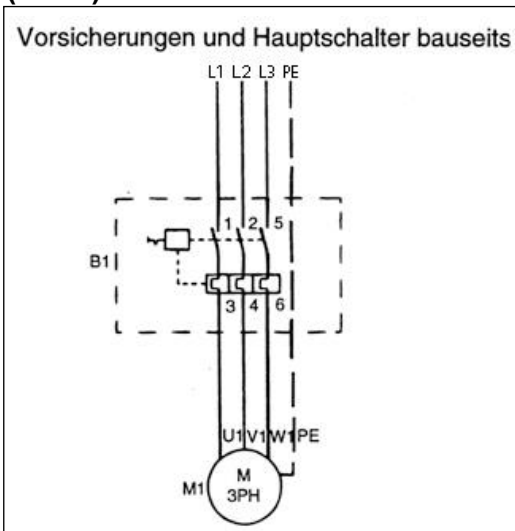 Vorsicherungen und Hauptschalter bauseits
L1 L2 L3 PE
1 2 5
B1
3 4 6
U1 V1 W1 PE
M1
M
3PH